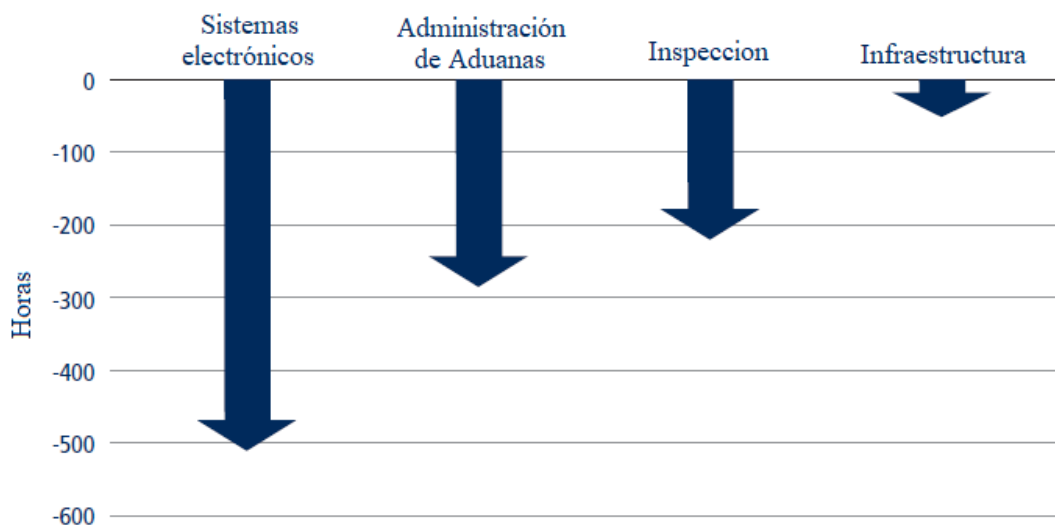 Sistemas
electrónicos
Administración
de Aduanas
Inspeccion
Infraestructura
0
-100
-200
-300
-400
-500
-600
Horas